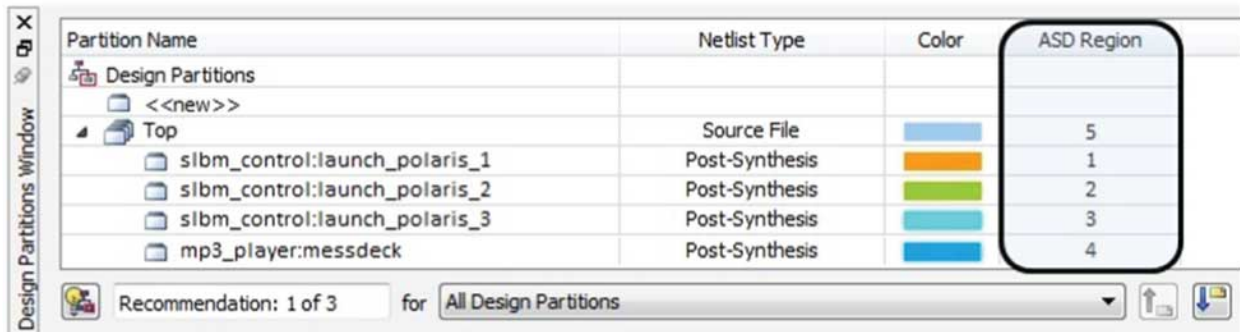 Design Partitions Window
Partition Name Netlist Type Color ASD Region
Design Partitions
<<new>>
Top Source File 5
slbm_control:launch_polaris_1 Post-Synthesis 1
slbm_control:launch_polaris_2 Post-Synthesis 2
slbm_control:launch_polaris_3 Post-Synthesis 3
mp3_player:messdeck Post-Synthesis 4
Recommendation: 1 of 3 for All Design Partitions